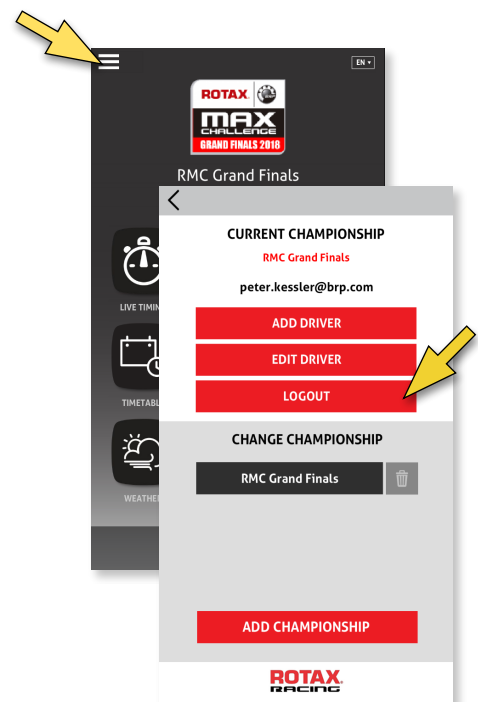 EN
ROTAX
MAX
CHALLENGE
GRAND FINALS 2018
RMC Grand Finals
LIVE TIMIN
TIMETABL
WEATHE
CURRENT CHAMPIONSHIP
RMC Grand Finals
peter.kessler@brp.com
ADD DRIVER
EDIT DRIVER
LOGOUT
CHANGE CHAMPIONSHIP
RMC Grand Finals
ADD CHAMPIONSHIP
ROTAX
RACING